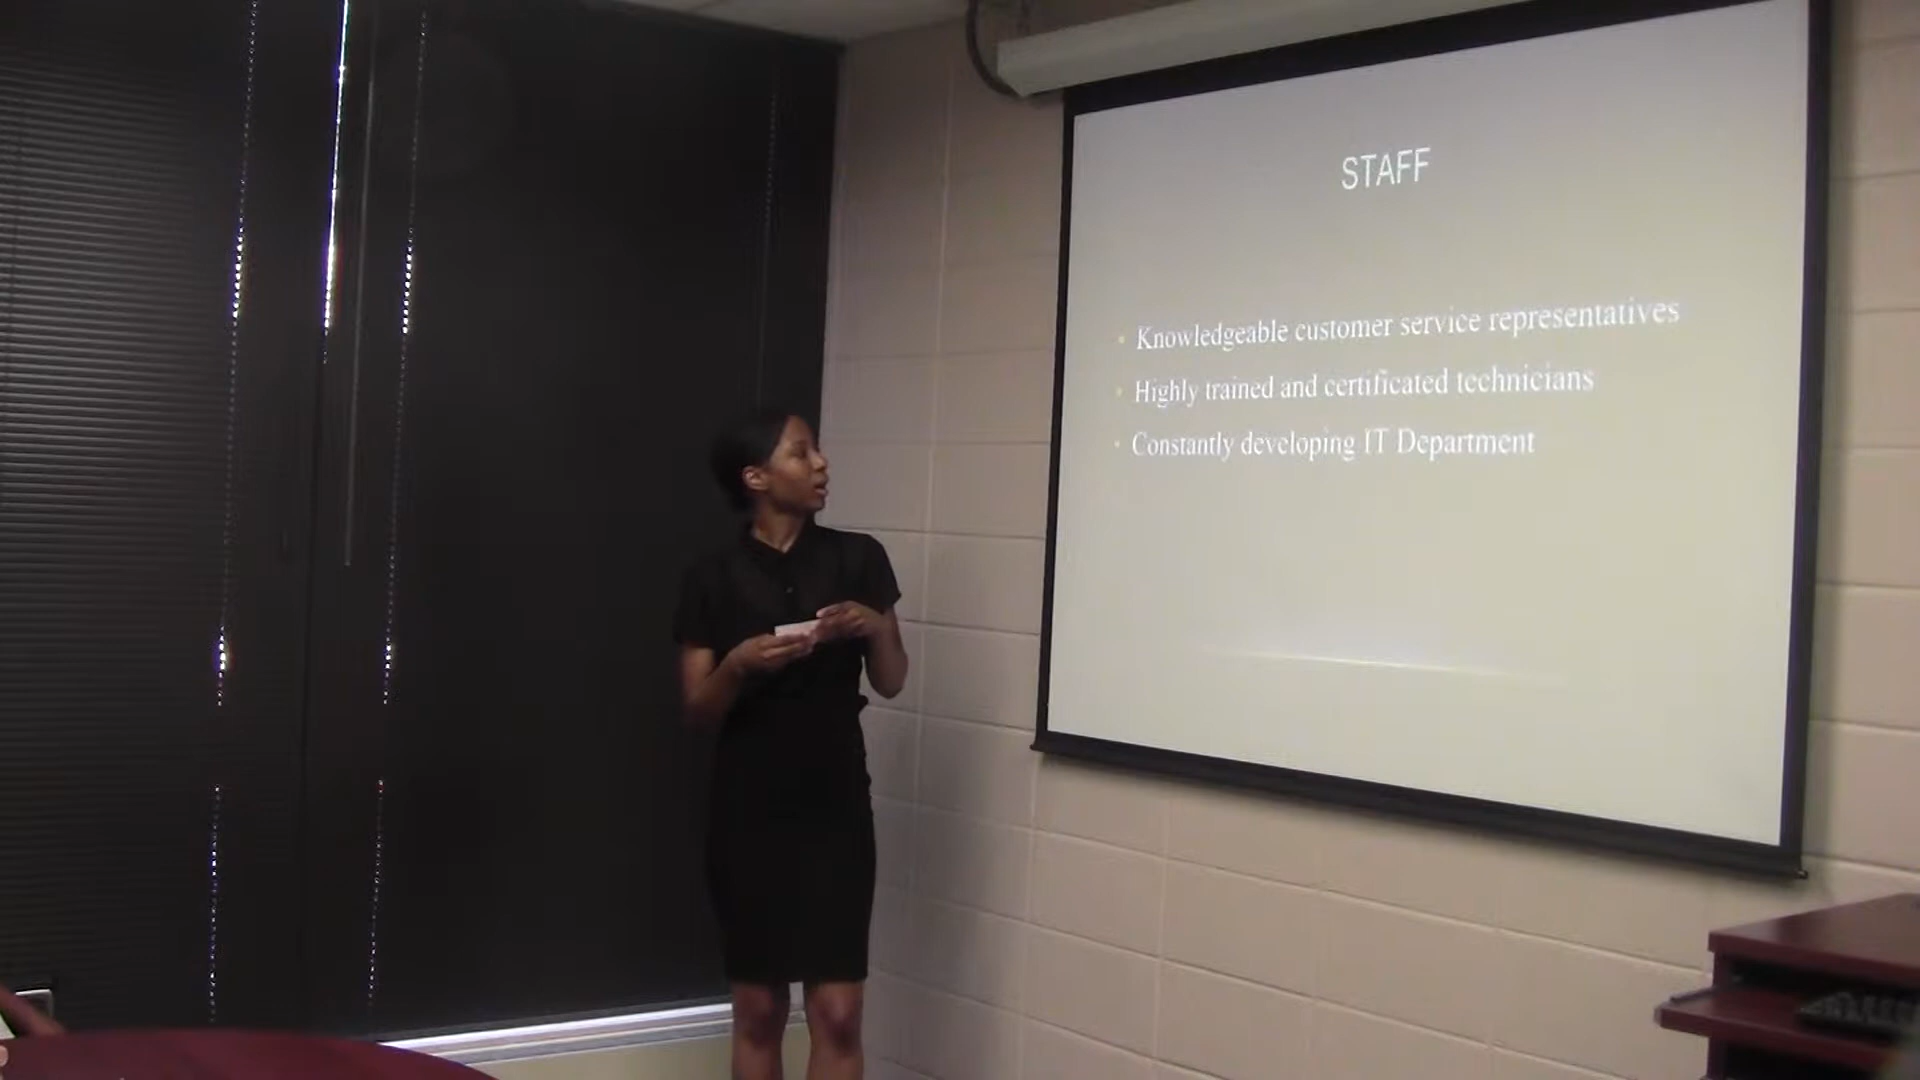 STAFF
• Knowledgeable customer service representatives
• Highly trained and certificated technicians
• Constantly developing IT Department